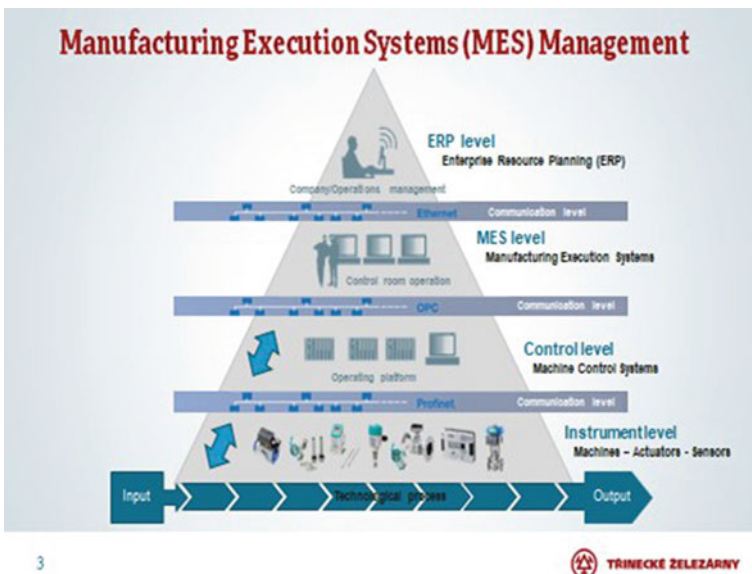 Manufacturing Execution Systems (MES) Management
ERP level
Enterprise Resource Planning (ERP)
Company/Operations management
Ethernet Communication level
MES level
Manufacturing Execution Systems
Control room operation
OPC Communication level
Control level
Machine Control Systems
Operating platform
Profinet Communication level
Instrument level
Machines – Actuators - Sensors
Input Technological process Output
3 TŘINECKÉ ŽELEZÁRNY